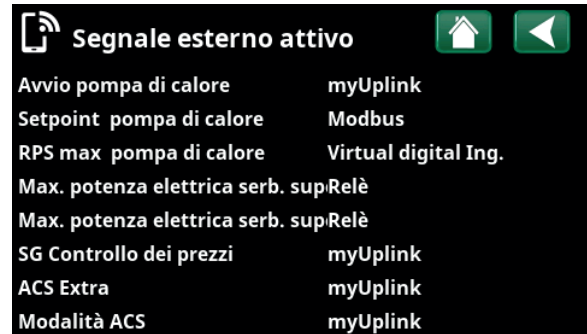 Segnale esterno attivo
Avvio pompa di calore myUplink
Setpoint pompa di calore Modbus
RPS max pompa di calore Virtual digital Ing.
Max. potenza elettrica serb. sup Relè
Max. potenza elettrica serb. sup Relè
SG Controllo dei prezzi myUplink
ACS Extra myUplink
Modalità ACS myUplink